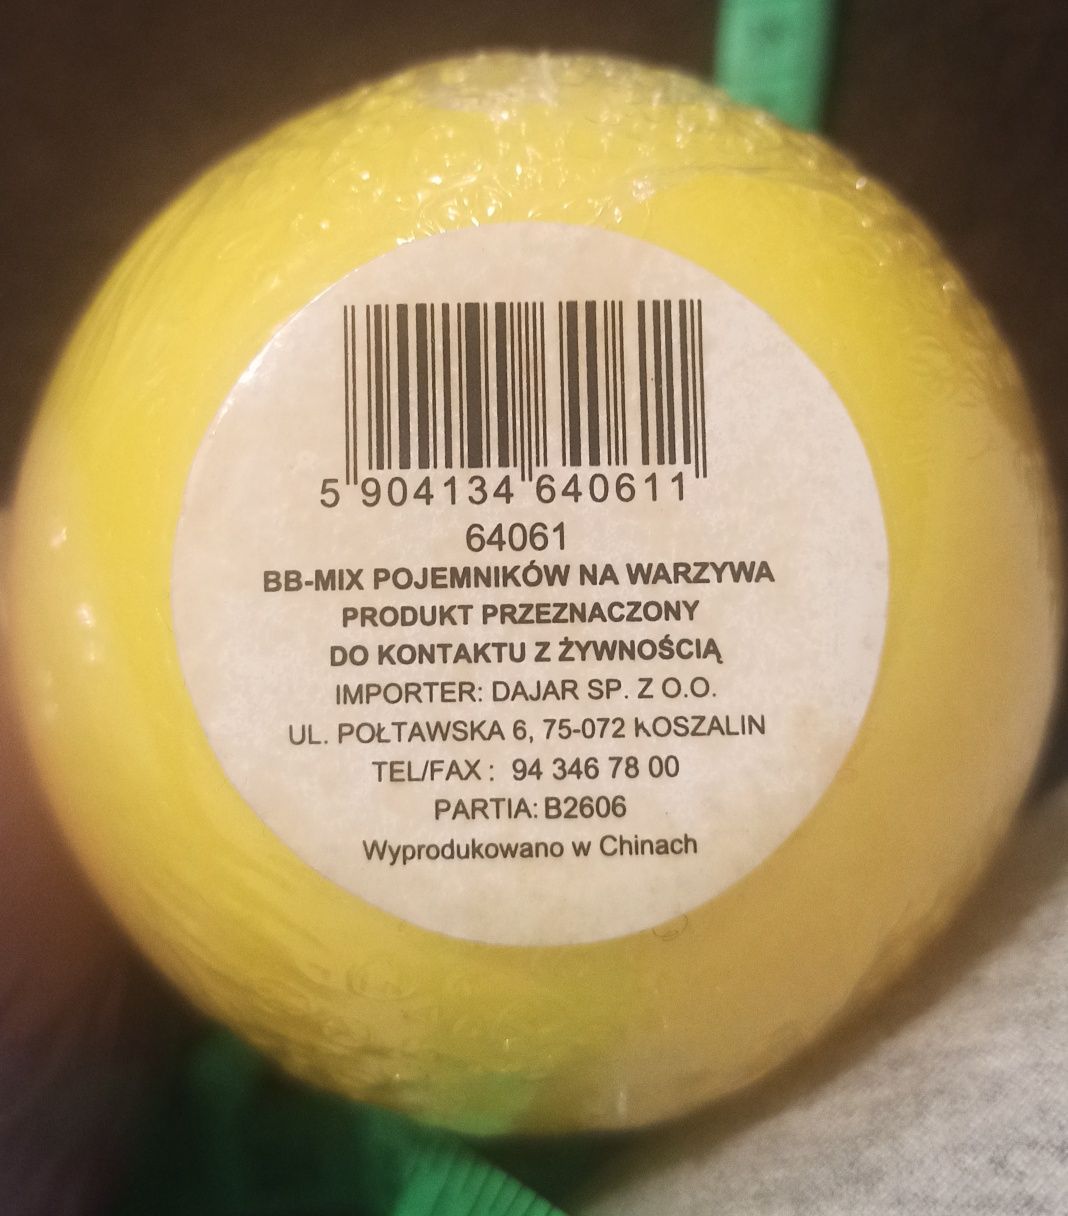 5 904134 640611
64061
BB-MIX POJEMNIKÓW NA WARZYWA
PRODUKT PRZEZNACZONY
DO KONTAKTU Z ŻYWNOŚCIĄ
IMPORTER: DAJAR SP. Z O.O.
UL. POŁTAWSKA 6, 75-072 KOSZALIN
TEL/FAX : 94 346 78 00
PARTIA: B2606
Wyprodukowano w Chinach